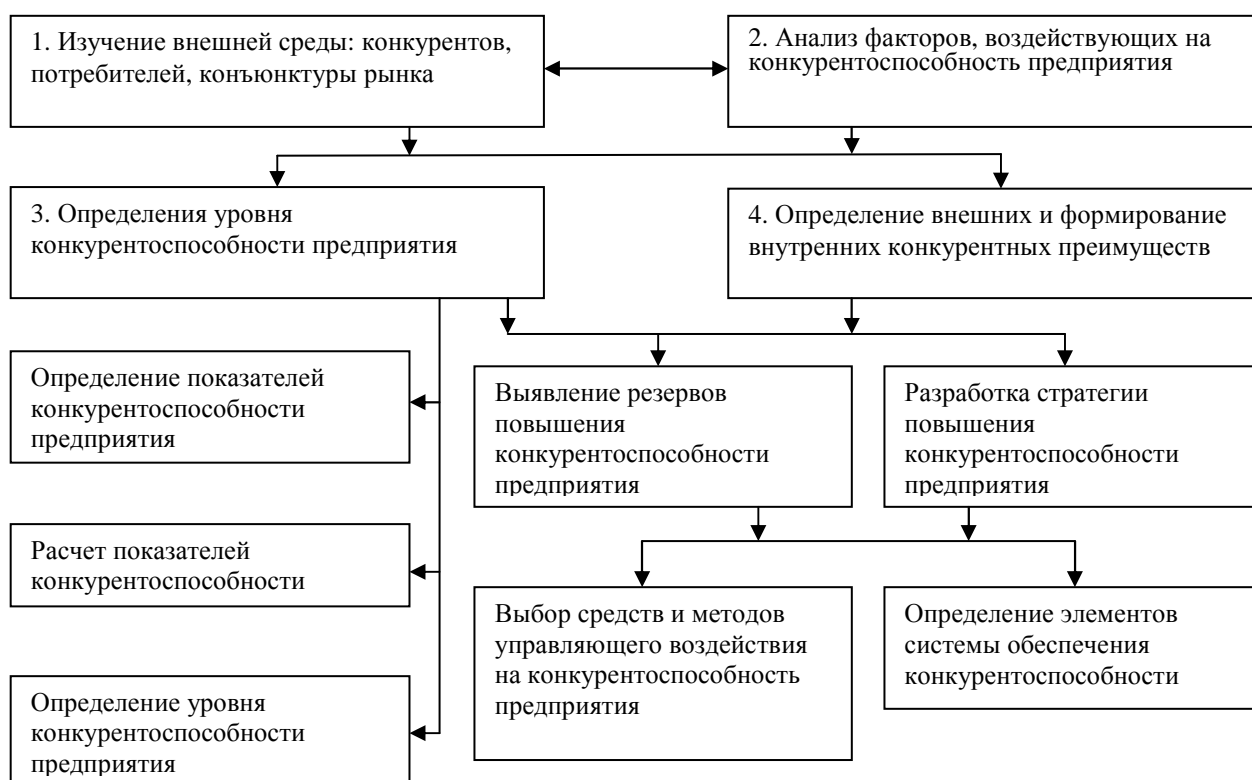 1. Изучение внешней среды: конкурентов,
потребителей, конъюнктуры рынка
2. Анализ факторов, воздействующих на
конкурентоспособность предприятия
3. Определения уровня
конкурентоспособности предприятия
4. Определение внешних и формирование
внутренних конкурентных преимуществ
Определение показателей
конкурентоспособности
предприятия
Выявление резервов
повышения
конкурентоспособности
предприятия
Разработка стратегии
повышения
конкурентоспособности
предприятия
Расчет показателей
конкурентоспособности
Выбор средств и методов
управляющего воздействия
на конкурентоспособность
предприятия
Определение элементов
системы обеспечения
конкурентоспособности
Определение уровня
конкурентоспособности
предприятия